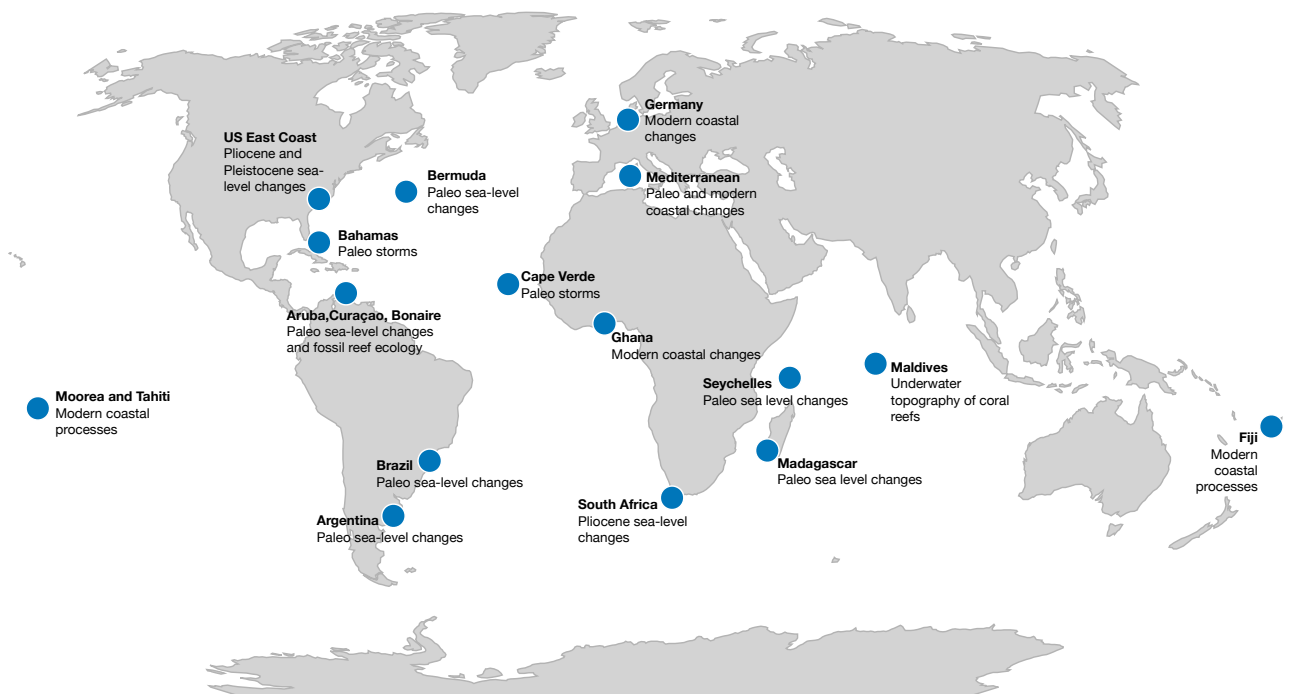 Germany
Modern coastal
changes
US East Coast
Pliocene and
Pleistocene sea-
level changes
Bermuda
Paleo sea-level
changes
Mediterranean
Paleo and modern
coastal changes
Bahamas
Paleo storms
Cape Verde
Paleo storms
Aruba,Curaçao, Bonaire
Paleo sea-level changes
and fossil reef ecology
Ghana
Modern coastal changes
Seychelles
Paleo sea level changes
Maldives
Underwater
topography of coral
reefs
Moorea and Tahiti
Modern coastal
processes
Fiji
Modern
coastal
processes
Brazil
Paleo sea-level changes
Madagascar
Paleo sea level changes
South Africa
Pliocene sea-level
changes
Argentina
Paleo sea-level changes